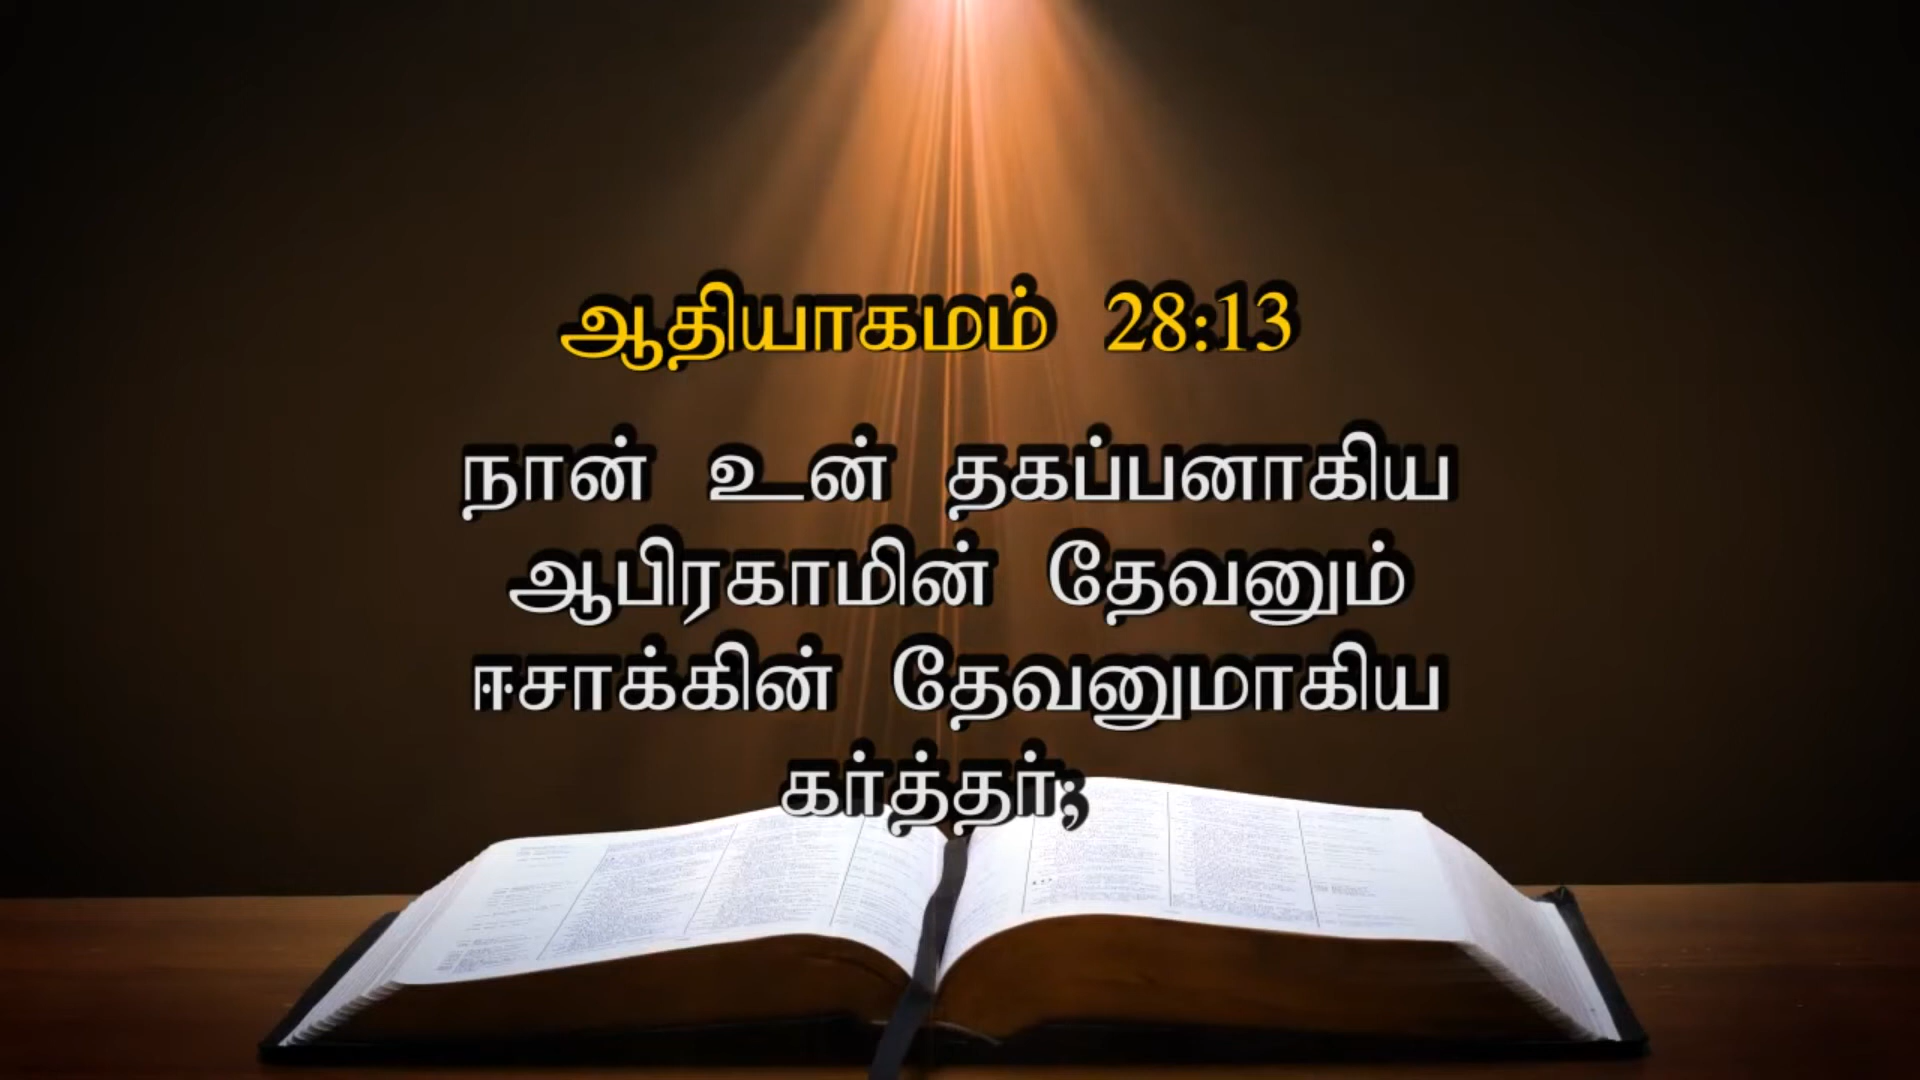 ஆதியாகமம் 28:13
நான் உன் தகப்பனாகிய
ஆபிரகாமின் தேவனும்
ஈசாக்கின் தேவனுமாகிய
கர்த்தர்;